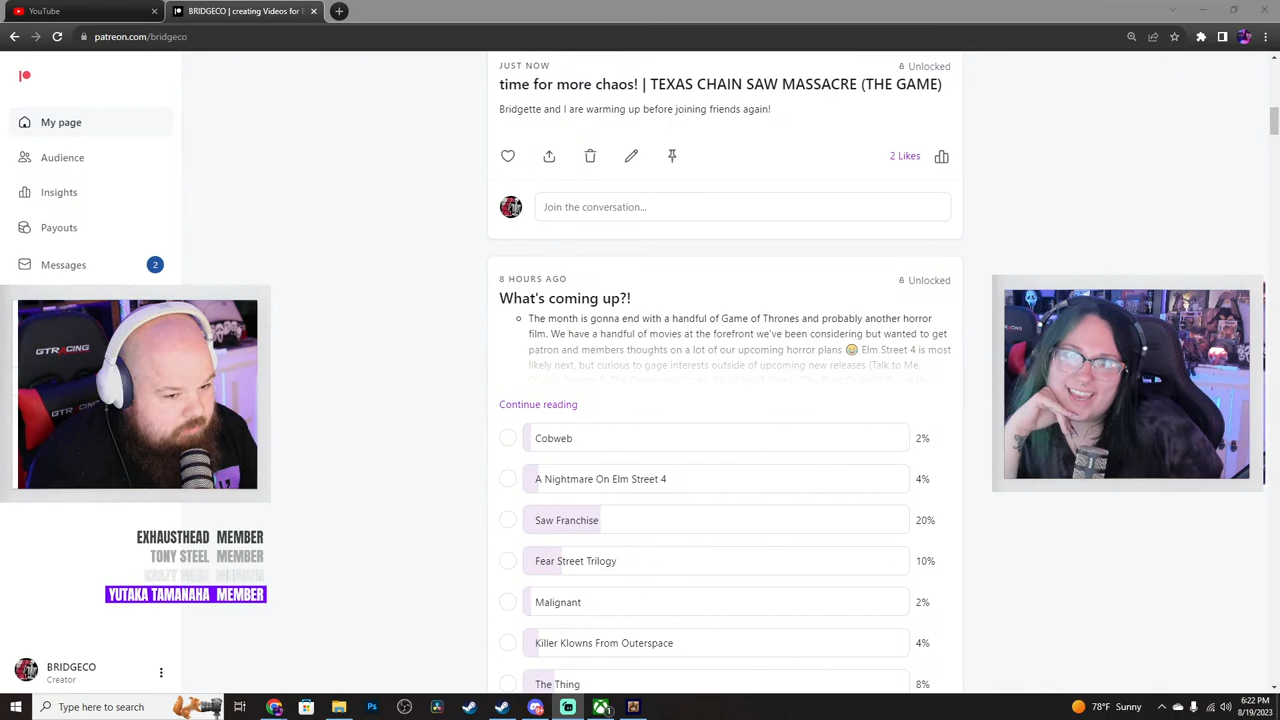 YouTube
BRIDGECO | creating Videos for E
patreon.com/bridgeco
My page
Audience
Insights
Payouts
Messages
2
JUST NOW
Unlocked
time for more chaos! | TEXAS CHAIN SAW MASSACRE (THE GAME)
Bridgette and I are warming up before joining friends again!
2 Likes
Join the conversation...
8 HOURS AGO
Unlocked
What's coming up?!
The month is gonna end with a handful of Game of Thrones and probably another horror
film. We have a handful of movies at the forefront we've been considering but wanted to get
patron and members thoughts on a lot of our upcoming horror plans 😂 Elm Street 4 is most
likely next, but curious to gage interests outside of upcoming new releases (Talk to Me,
Continue reading
Cobweb
2%
A Nightmare On Elm Street 4
4%
Saw Franchise
20%
Fear Street Trilogy
10%
Malignant
2%
Killer Klowns From Outerspace
4%
The Thing
8%
GTRACING
GTRACING
EXHAUSTHEAD MEMBER
TONY STEEL MEMBER
YUTAKA TAMANAHA MEMBER
BRIDGECO
Creator
Type here to search
78°F Sunny
6:22 PM
8/19/2023